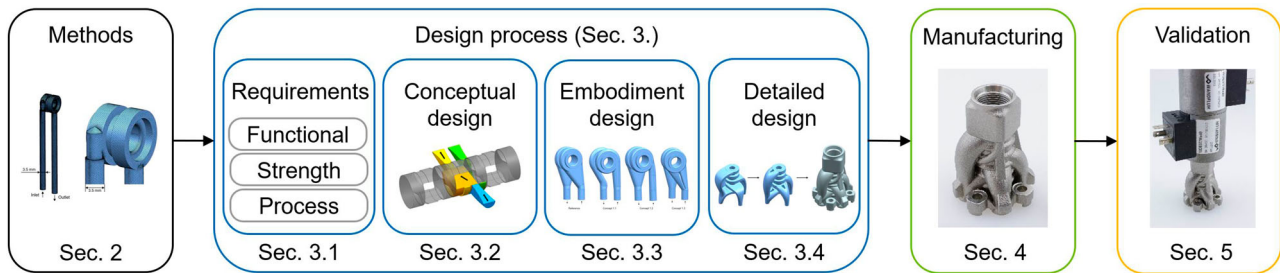 Methods
3.5 mm
3.5 mm
Inlet
Outlet
Sec. 2
Design process (Sec. 3.)
Requirements
Functional
Strength
Process
Sec. 3.1
Conceptual
design
Sec. 3.2
Embodiment
design
Sec. 3.3
Detailed
design
Sec. 3.4
Manufacturing
Sec. 4
Validation
Sec. 5